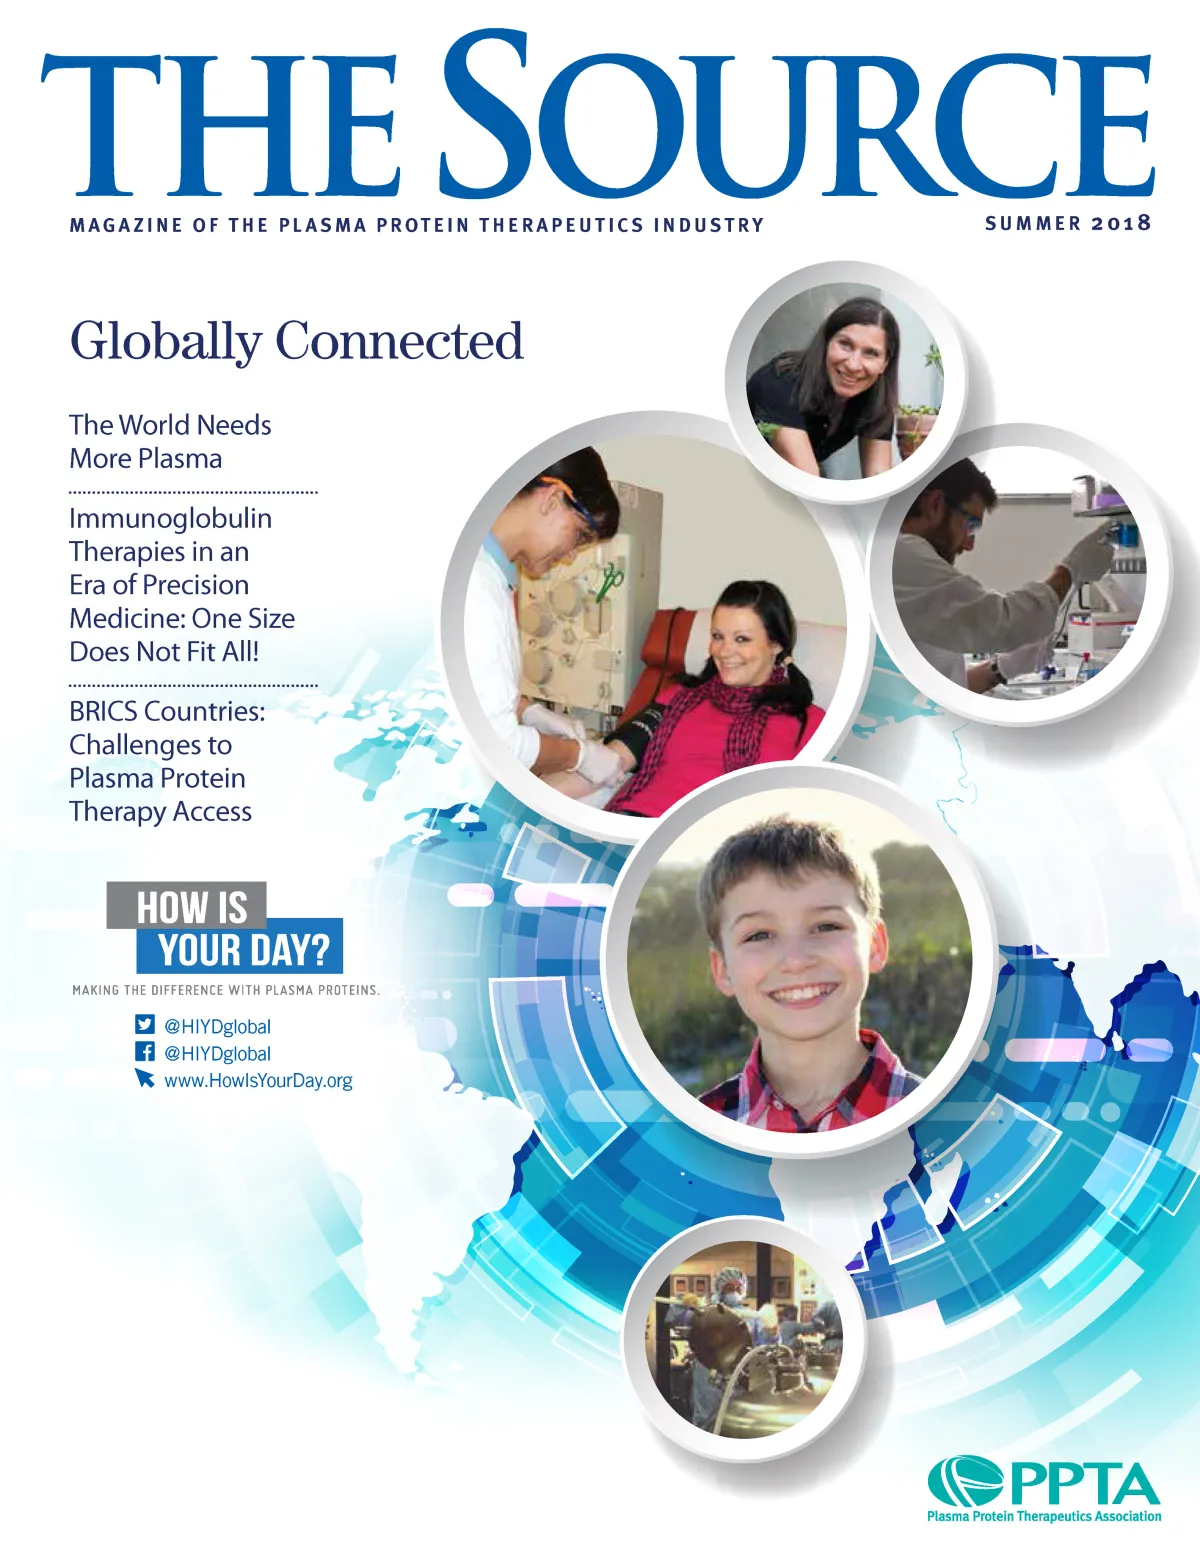 THE SOURCE
MAGAZINE OF THE PLASMA PROTEIN THERAPEUTICS INDUSTRY
SUMMER 2018
Globally Connected
The World Needs
More Plasma
Immunoglobulin
Therapies in an
Era of Precision
Medicine: One Size
Does Not Fit All!
BRICS Countries:
Challenges to
Plasma Protein
Therapy Access
HOW IS
YOUR DAY?
MAKING THE DIFFERENCE WITH PLASMA PROTEINS.
@HIYDglobal
@HIYDglobal
www.HowIsYourDay.org
PPTA
Plasma Protein Therapeutics Association